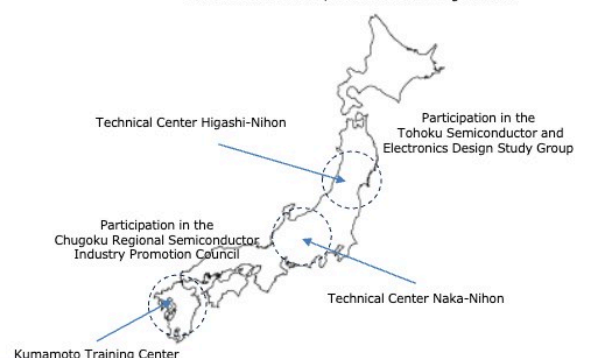 Technical Center Higashi-Nihon
Participation in the
Tohoku Semiconductor and
Electronics Design Study Group
Participation in the
Chugoku Regional Semiconductor
Industry Promotion Council
Technical Center Naka-Nihon
Kumamoto Training Center